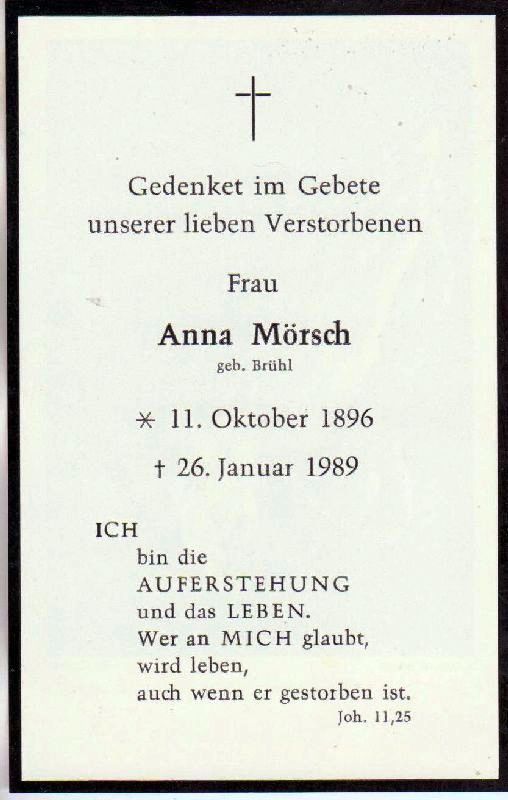 Gedenket im Gebete
unserer lieben Verstorbenen
Frau
Anna Mörsch
geb. Brühl
* 11. Oktober 1896
† 26. Januar 1989
ICH
bin die
AUFERSTEHUNG
und das LEBEN.
Wer an MICH glaubt,
wird leben,
auch wenn er gestorben ist.
Joh. 11,25